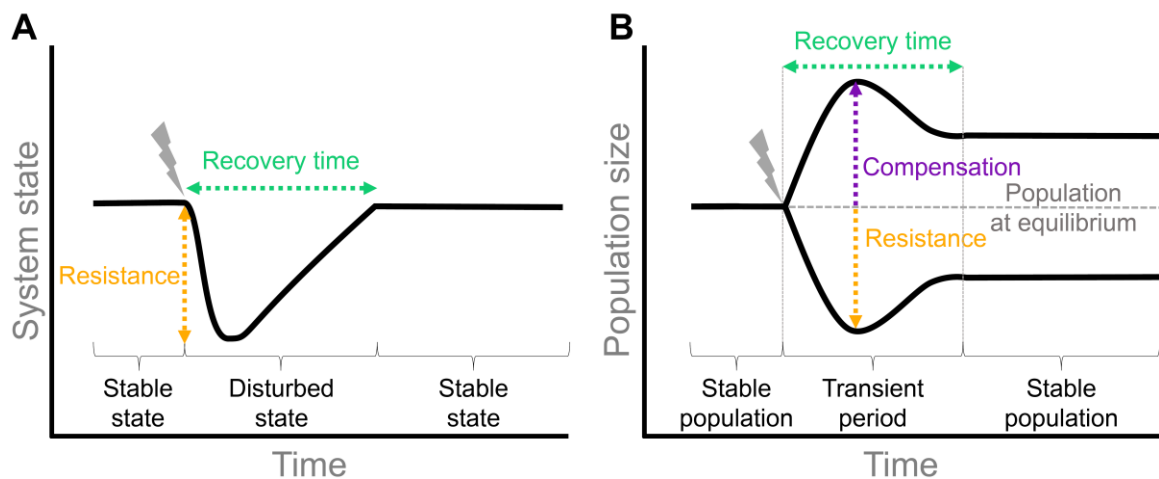 A
System state
Recovery time
Resistance
Stable
state
Disturbed
state
Stable
state
Time
B
Population size
Recovery time
Compensation
Population
at equilibrium
Resistance
Stable
population
Transient
period
Stable
population
Time